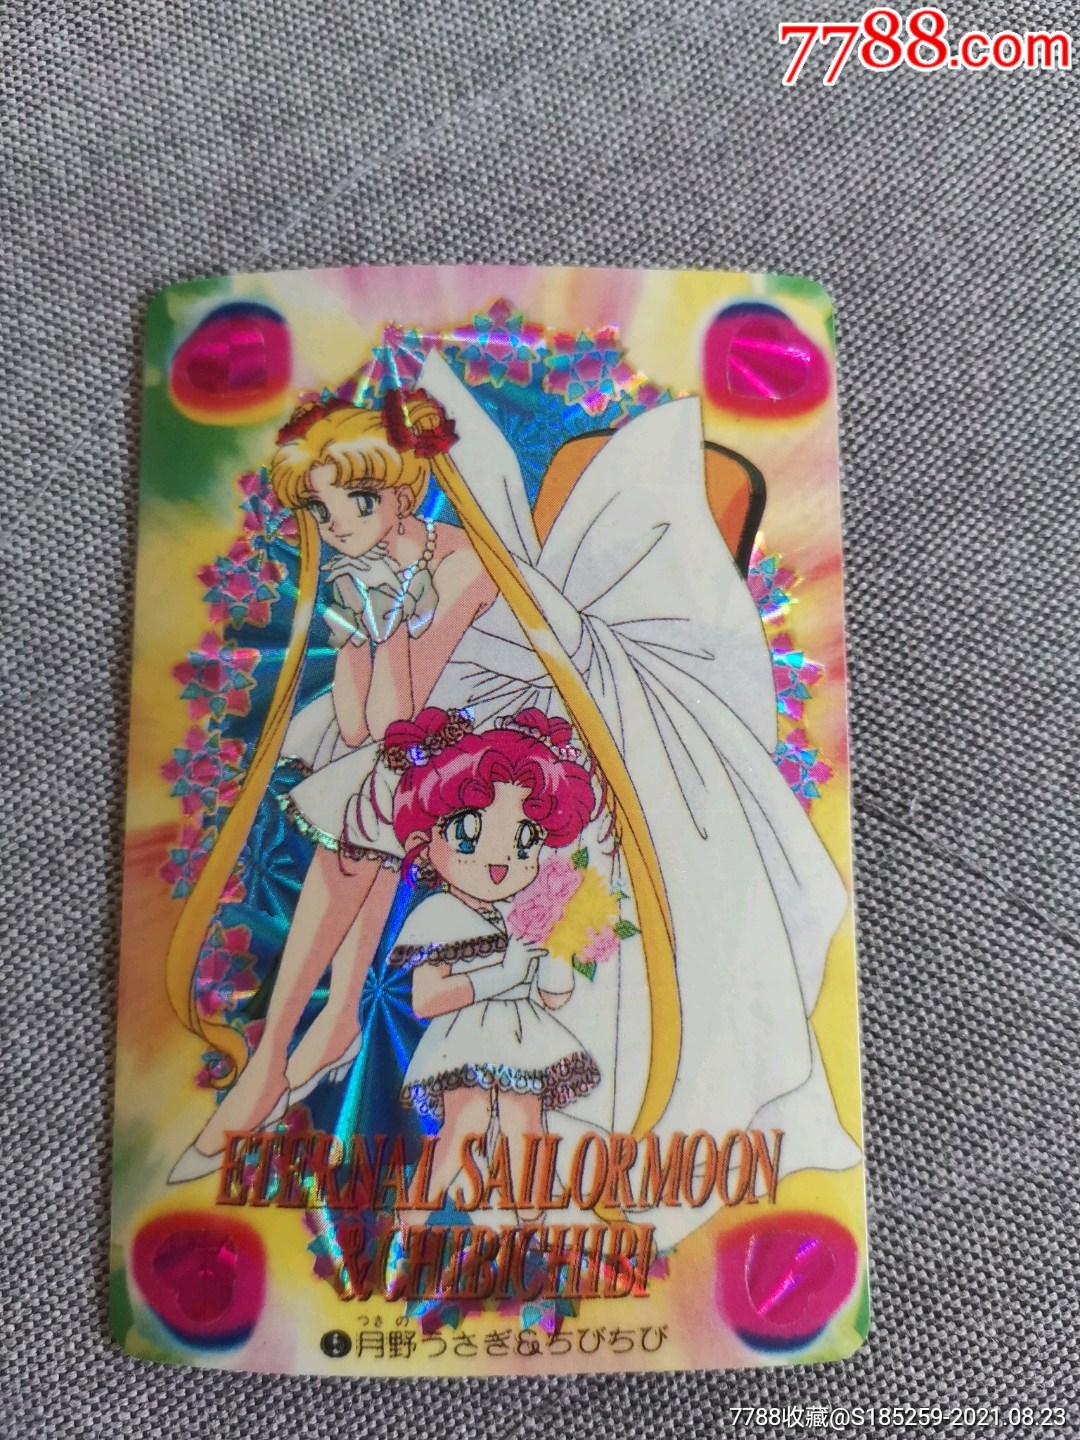 7788.com
ETERNAL SAILORMOON
& CHIBICHIBI
つき の
月野うさぎ&ちびちび
7788收藏@S185259-2021.08.23